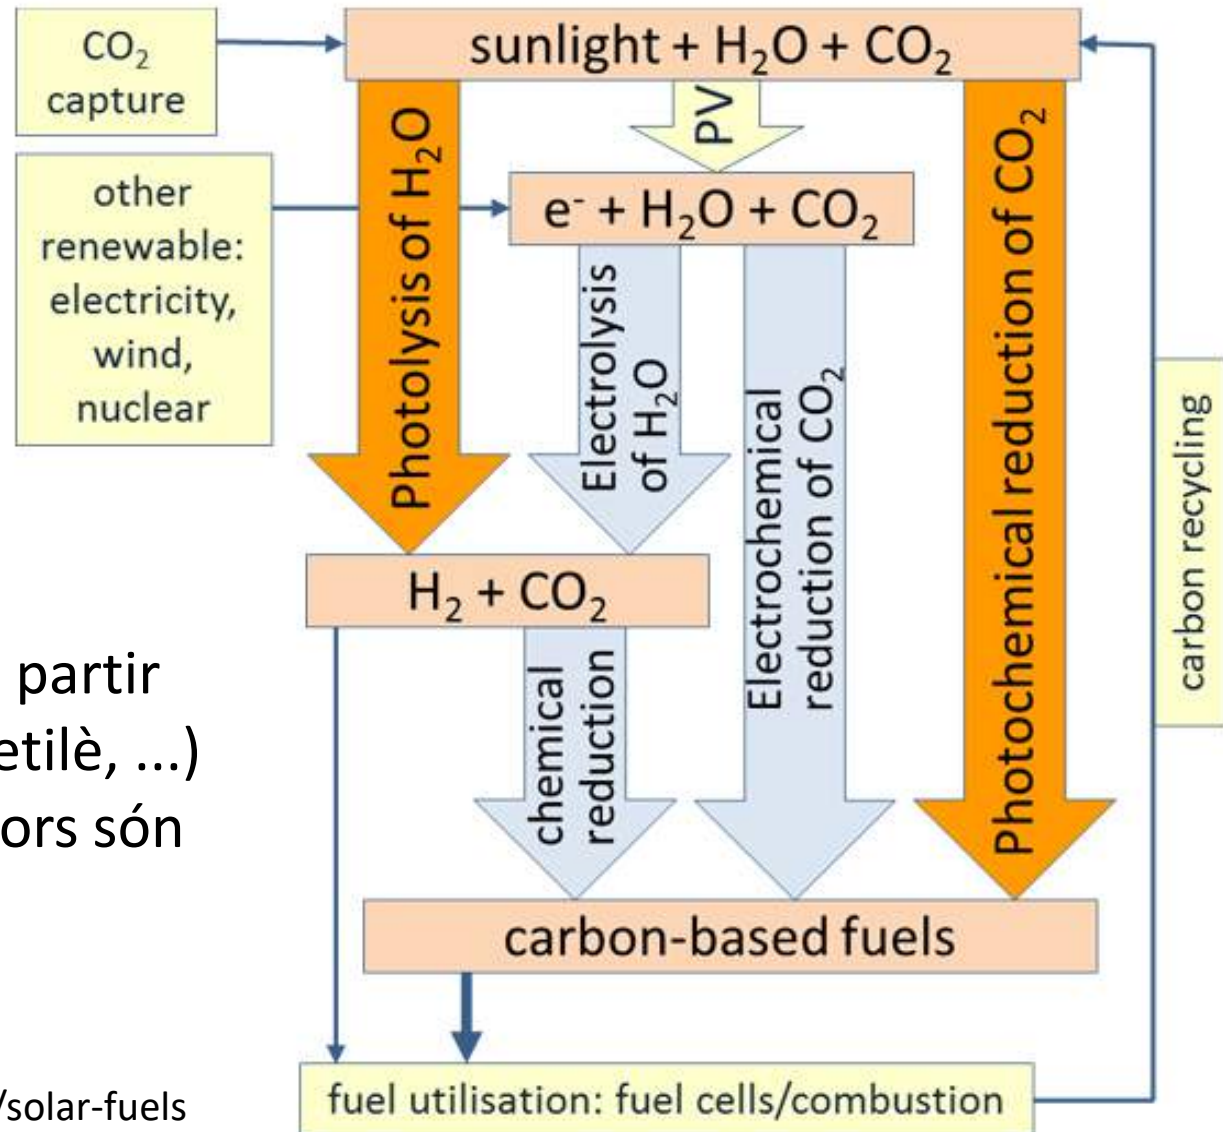 CO₂
capture
sunlight + H₂O + CO₂
PV
other
renewable:
electricity,
wind,
nuclear
e⁻ + H₂O + CO₂
Photolysis of H₂O
Electrolysis
of H₂O
Electrochemical
reduction of CO₂
Photochemical reduction of CO₂
carbon recycling
H₂ + CO₂
chemical
reduction
partir
etilè, ...)
ors són
carbon-based fuels
/solar-fuels
fuel utilisation: fuel cells/combustion